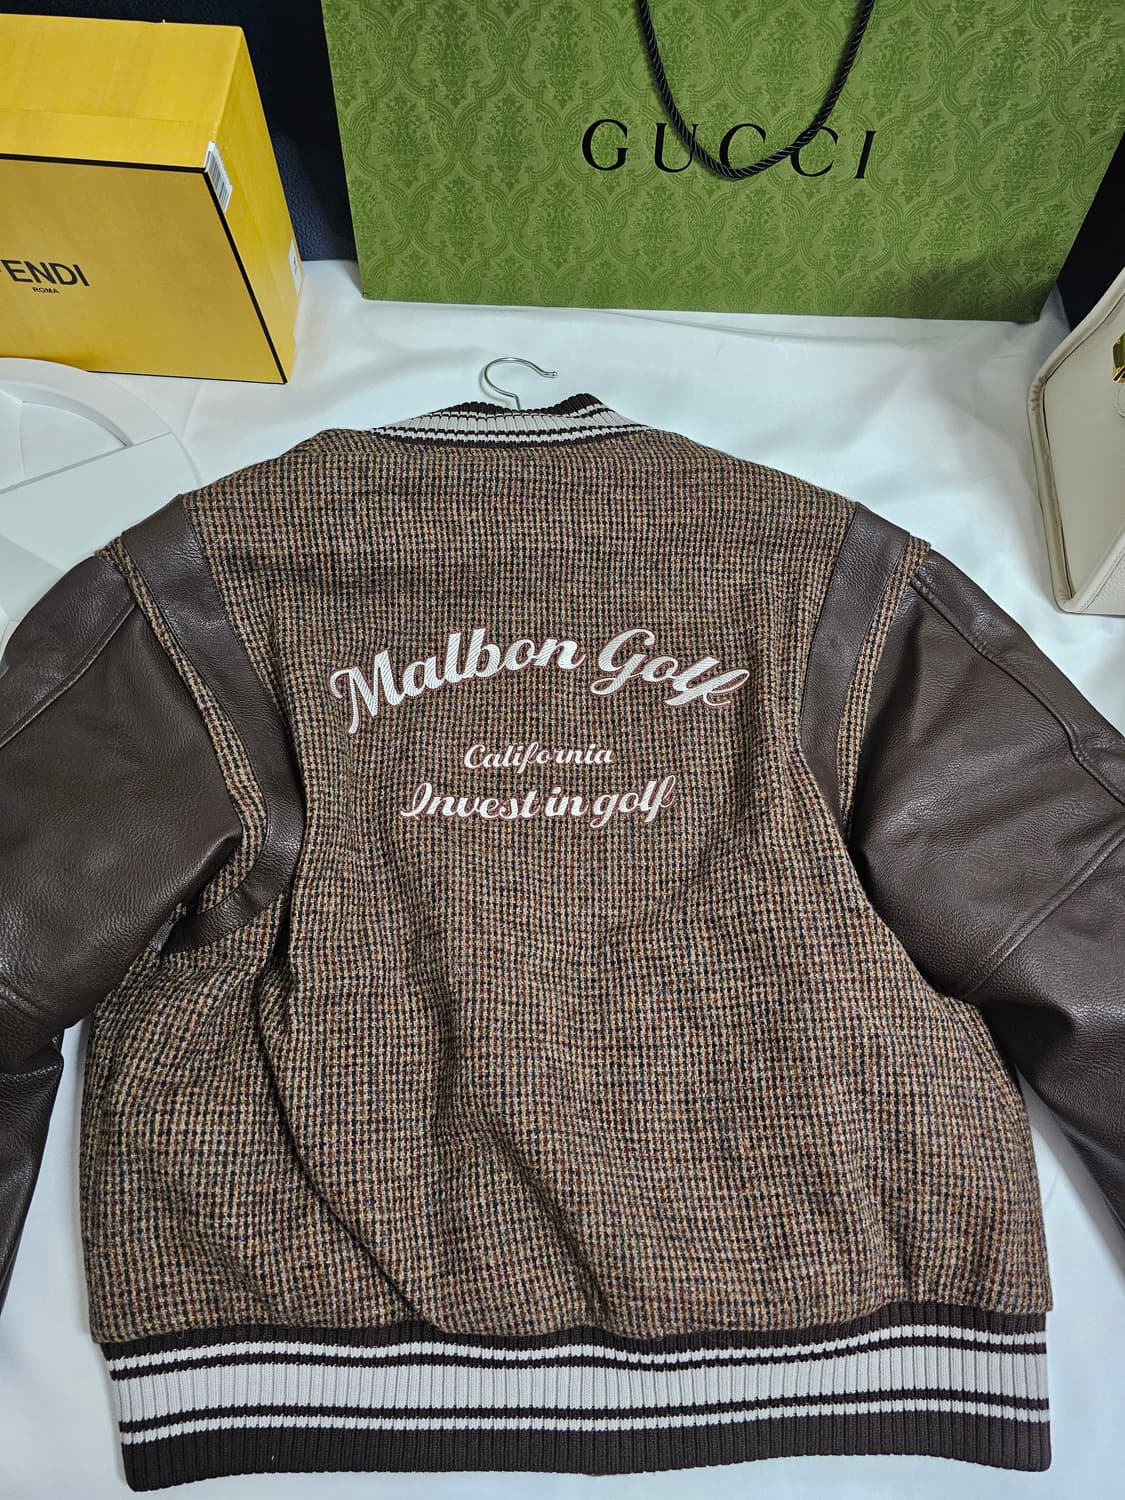 GUCCI
FENDI
ROMA
Malbon Golf
California
Invest in golf